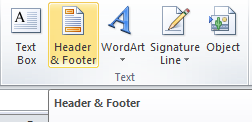 Text Box
Header & Footer
WordArt
Signature Line
Object
Text
Header & Footer